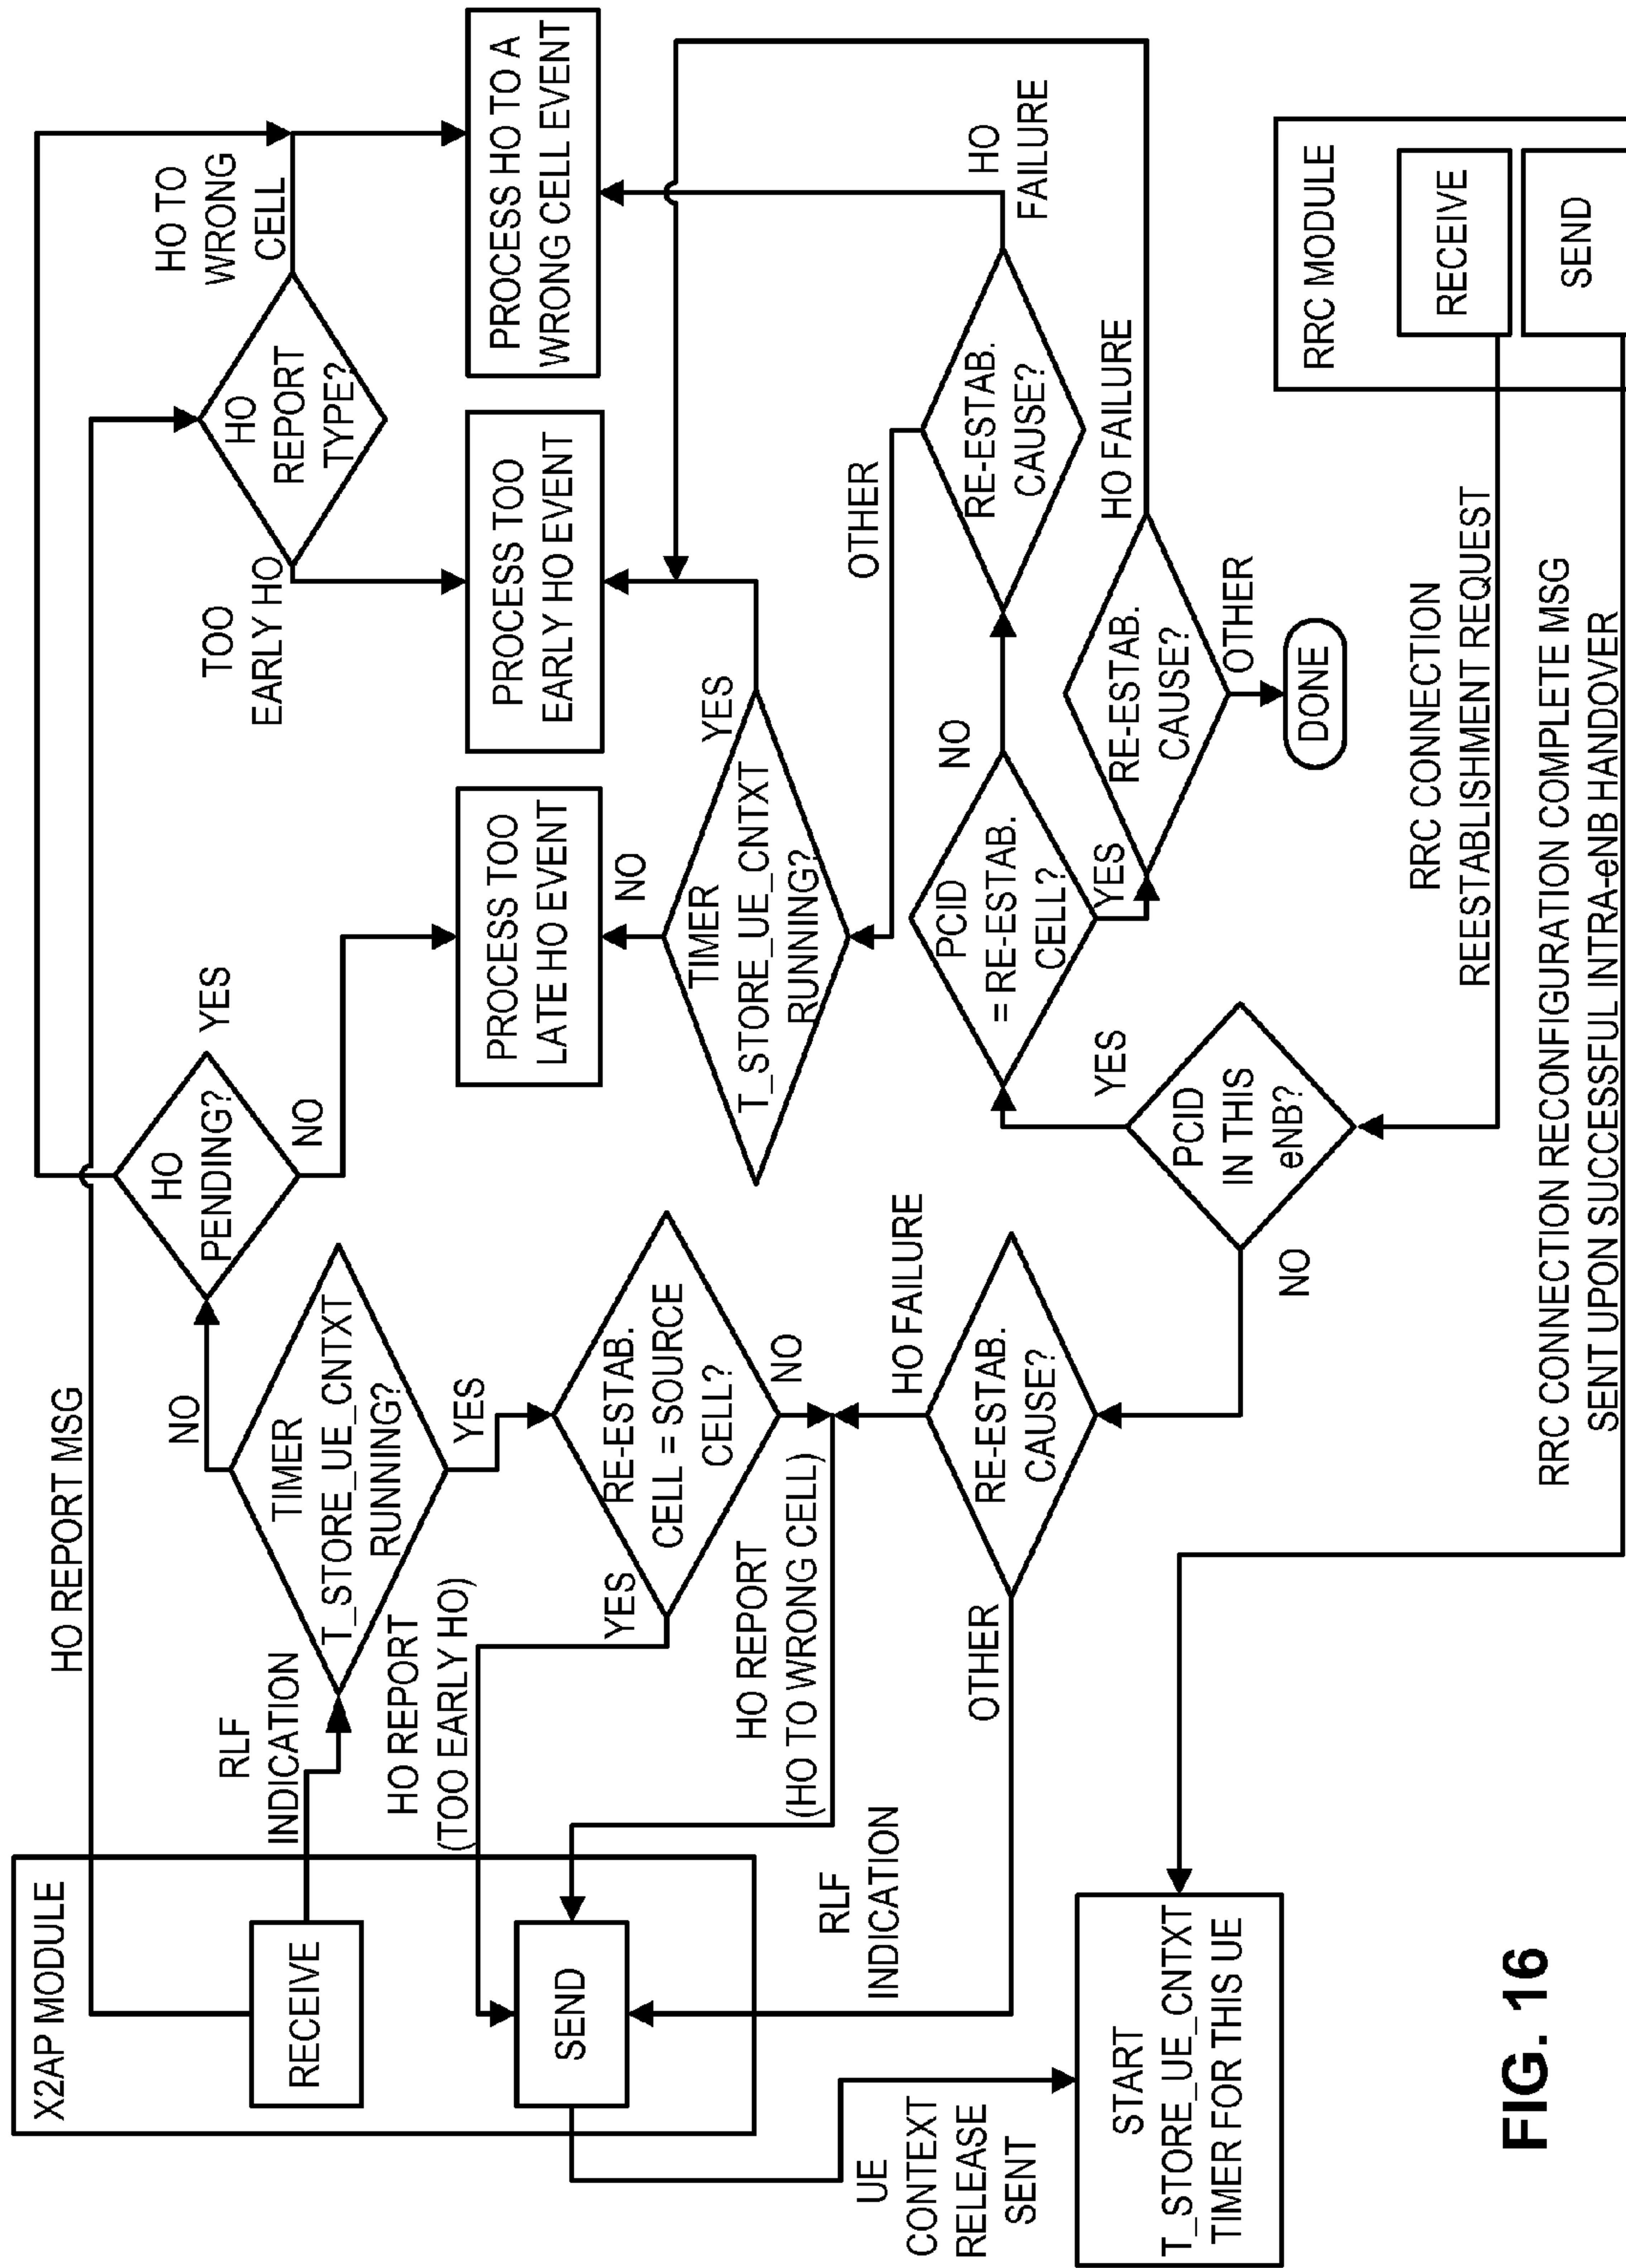 X2AP MODULE
RECEIVE
SEND
HO REPORT MSG
RLF
INDICATION
TIMER
T_STORE_UE_CNTXT
RUNNING?
NO
YES
HO
PENDING?
YES
NO
HO REPORT
(TOO EARLY HO)
RE-ESTAB.
CELL = SOURCE
CELL?
YES
NO
HO REPORT
(HO TO WRONG CELL)
HO FAILURE
RE-ESTAB.
CAUSE?
OTHER
RLF
INDICATION
UE
CONTEXT
RELEASE
SENT
START
T_STORE_UE_CNTXT
TIMER FOR THIS UE
TOO
EARLY HO
HO
REPORT
TYPE?
HO TO
WRONG
CELL
PROCESS TOO
LATE HO EVENT
PROCESS TOO
EARLY HO EVENT
PROCESS HO TO A
WRONG CELL EVENT
NO
TIMER
T_STORE_UE_CNTXT
RUNNING?
YES
OTHER
RE-ESTAB.
CAUSE?
HO
FAILURE
PCID
= RE-ESTAB.
CELL?
NO
YES
RE-ESTAB.
CAUSE?
HO FAILURE
OTHER
DONE
YES
PCID
IN THIS
eNB?
NO
RRC CONNECTION
REESTABLISHMENT REQUEST
RRC CONNECTION RECONFIGURATION COMPLETE MSG
SENT UPON SUCCESSFUL INTRA-eNB HANDOVER
RRC MODULE
RECEIVE
SEND
FIG. 16